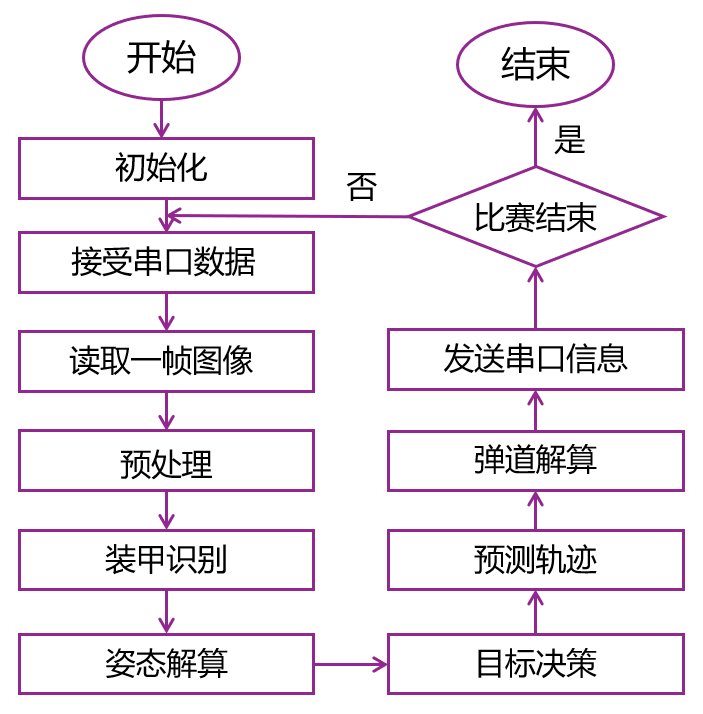 开始
初始化
接受串口数据
读取一帧图像
预处理
装甲识别
姿态解算
目标决策
预测轨迹
弹道解算
发送串口信息
比赛结束
否
是
结束